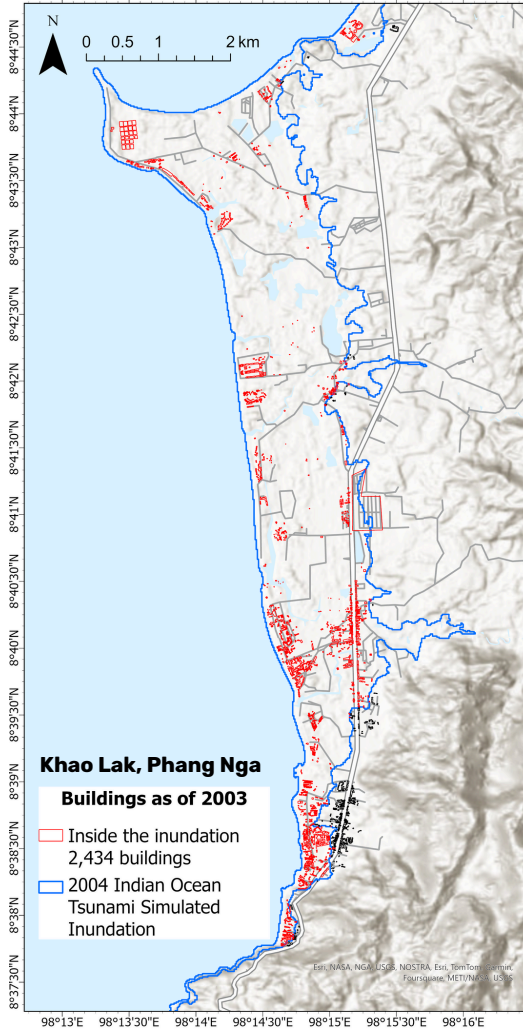 N
0 0.5 1 2 km
8°44'30"N
8°44'N
8°43'30"N
8°43'N
8°42'30"N
8°42'N
8°41'30"N
8°41'N
8°40'30"N
8°40'N
8°39'30"N
8°39'N
8°38'30"N
8°38'N
8°37'30"N
Khao Lak, Phang Nga
Buildings as of 2003
Inside the inundation
2,434 buildings
2004 Indian Ocean
Tsunami Simulated
Inundation
Esri, NASA, NGA, USGS, NOSTRA, Esri, TomTom, Garmin,
Foursquare, METI/NASA, USGS
98°13'E 98°13'30"E 98°14'E 98°14'30"E 98°15'E 98°15'30"E 98°16'E